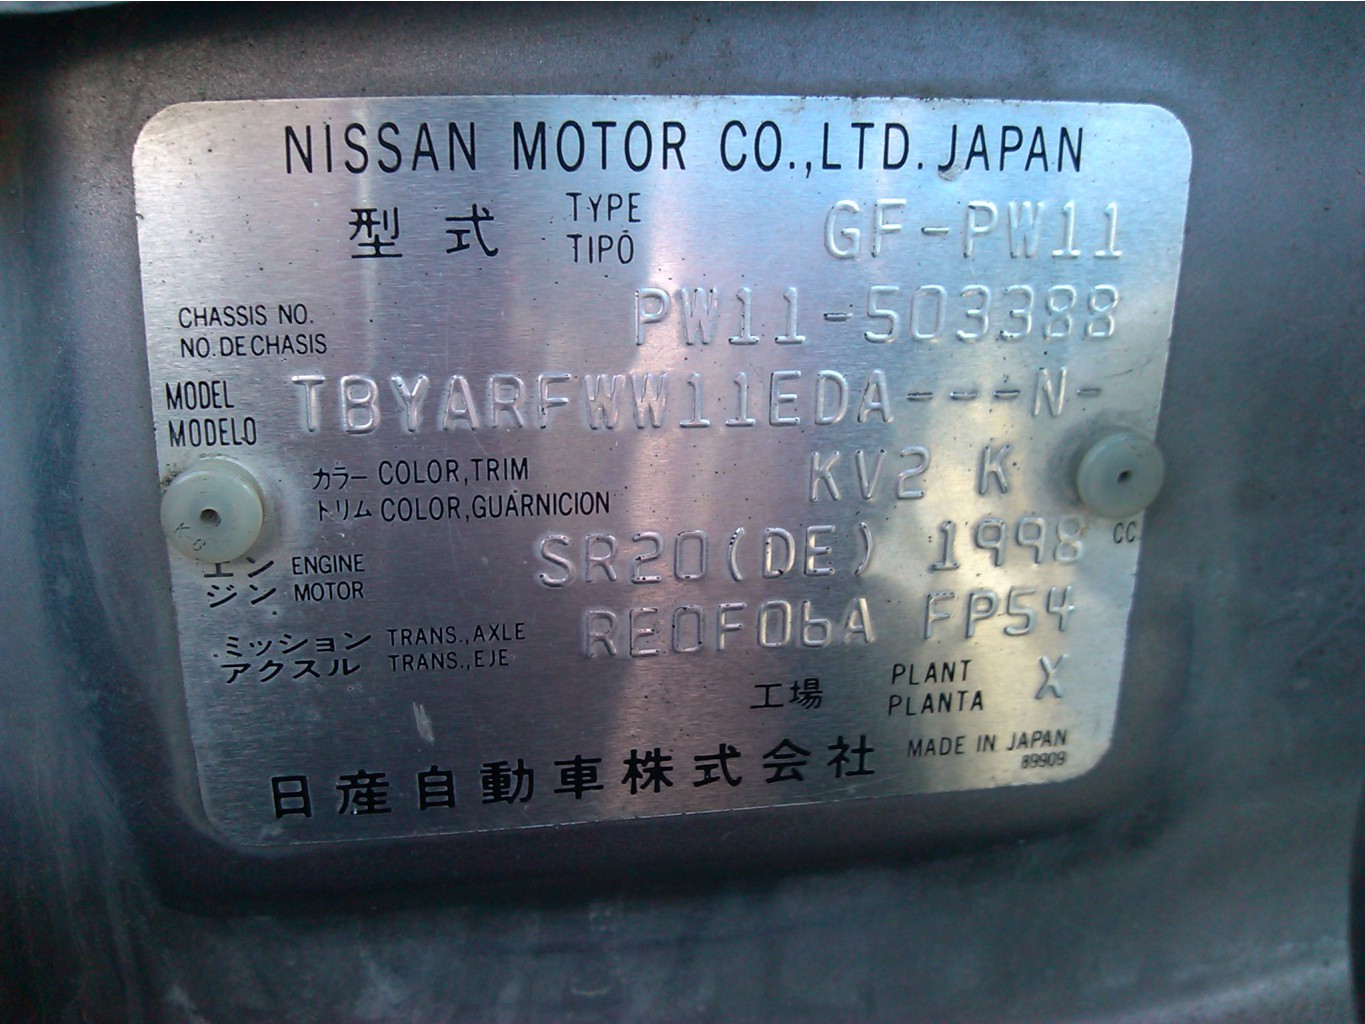 NISSAN MOTOR CO.,LTD. JAPAN
型式 TYPE TIPO GF-PW11
CHASSIS NO. NO. DE CHASIS PW11-503388
MODEL MODELO TBYARFWW11EDA---N-
カラー COLOR,TRIM KV2 K
トリム COLOR,GUARNICION
エン ENGINE SR20(DE) 1998 CC
ジン MOTOR
ミッション TRANS.,AXLE RE0F06A FP54
アクスル TRANS.,EJE
工場 PLANT PLANTA X
日産自動車株式会社 MADE IN JAPAN
89909